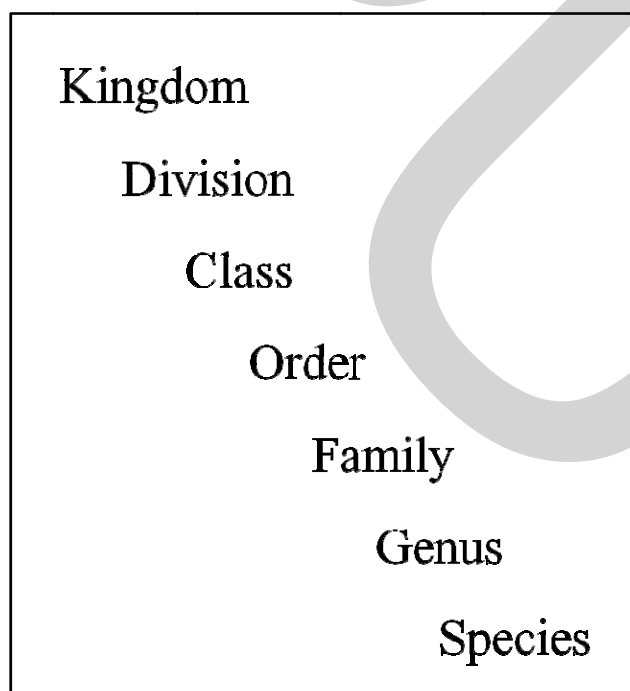 Kingdom
Division
Class
Order
Family
Genus
Species